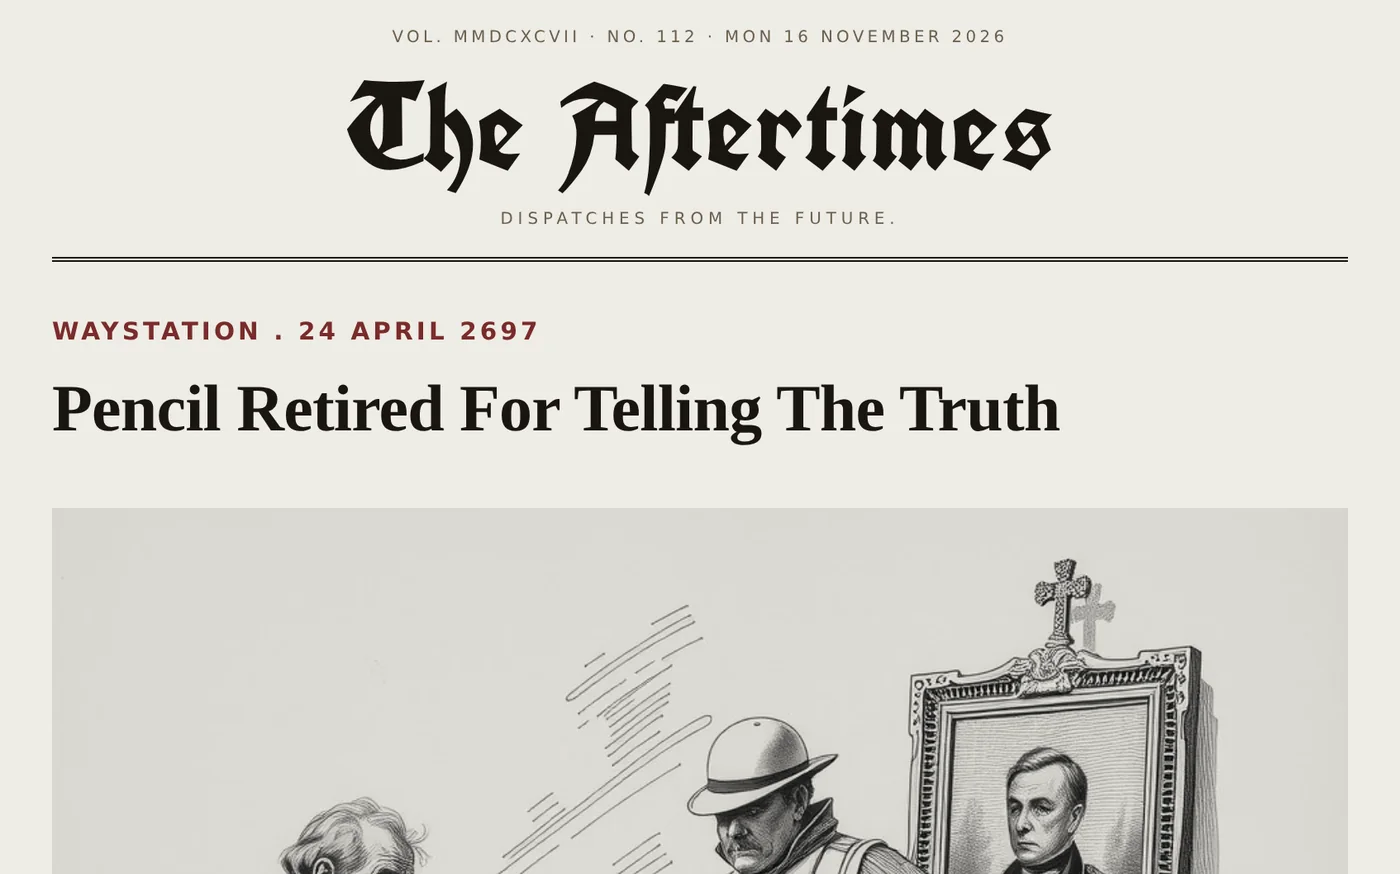 VOL. MMDCXCVII · NO. 112 · MON 16 NOVEMBER 2026
The Aftertimes
DISPATCHES FROM THE FUTURE.
WAYSTATION . 24 APRIL 2697
Pencil Retired For Telling The Truth